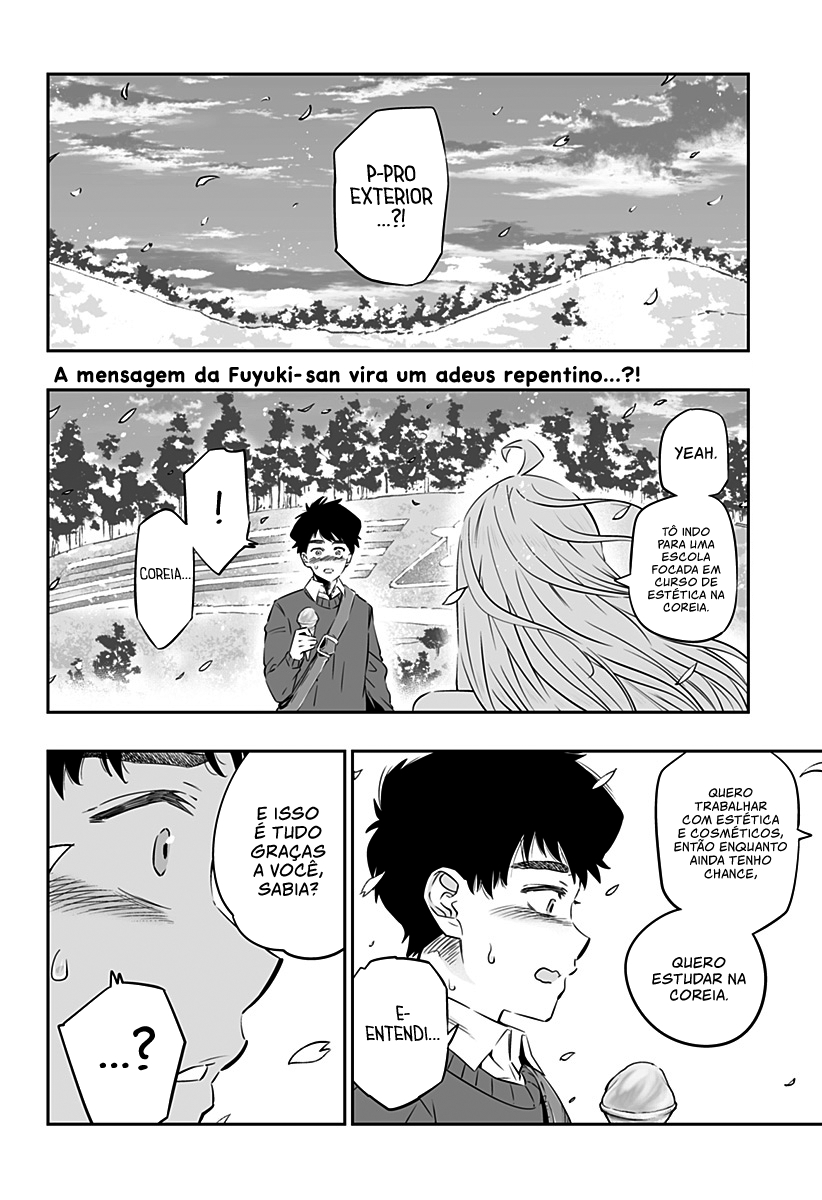 P-PRO
EXTERIOR
...?!
A mensagem da Fuyuki-san vira um adeus repentino...?!
YEAH.
TÔ INDO
PARA UMA
ESCOLA
FOCADA EM
CURSO DE
ESTÉTICA NA
COREIA.
!
COREIA...
QUERO
TRABALHAR
COM ESTÉTICA
E COSMÉTICOS,
ENTÃO ENQUANTO
AINDA TENHO
CHANCE,
QUERO
ESTUDAR NA
COREIA.
E-
ENTENDI...
E ISSO
É TUDO
GRAÇAS
A VOCÊ,
SABIA?
...?